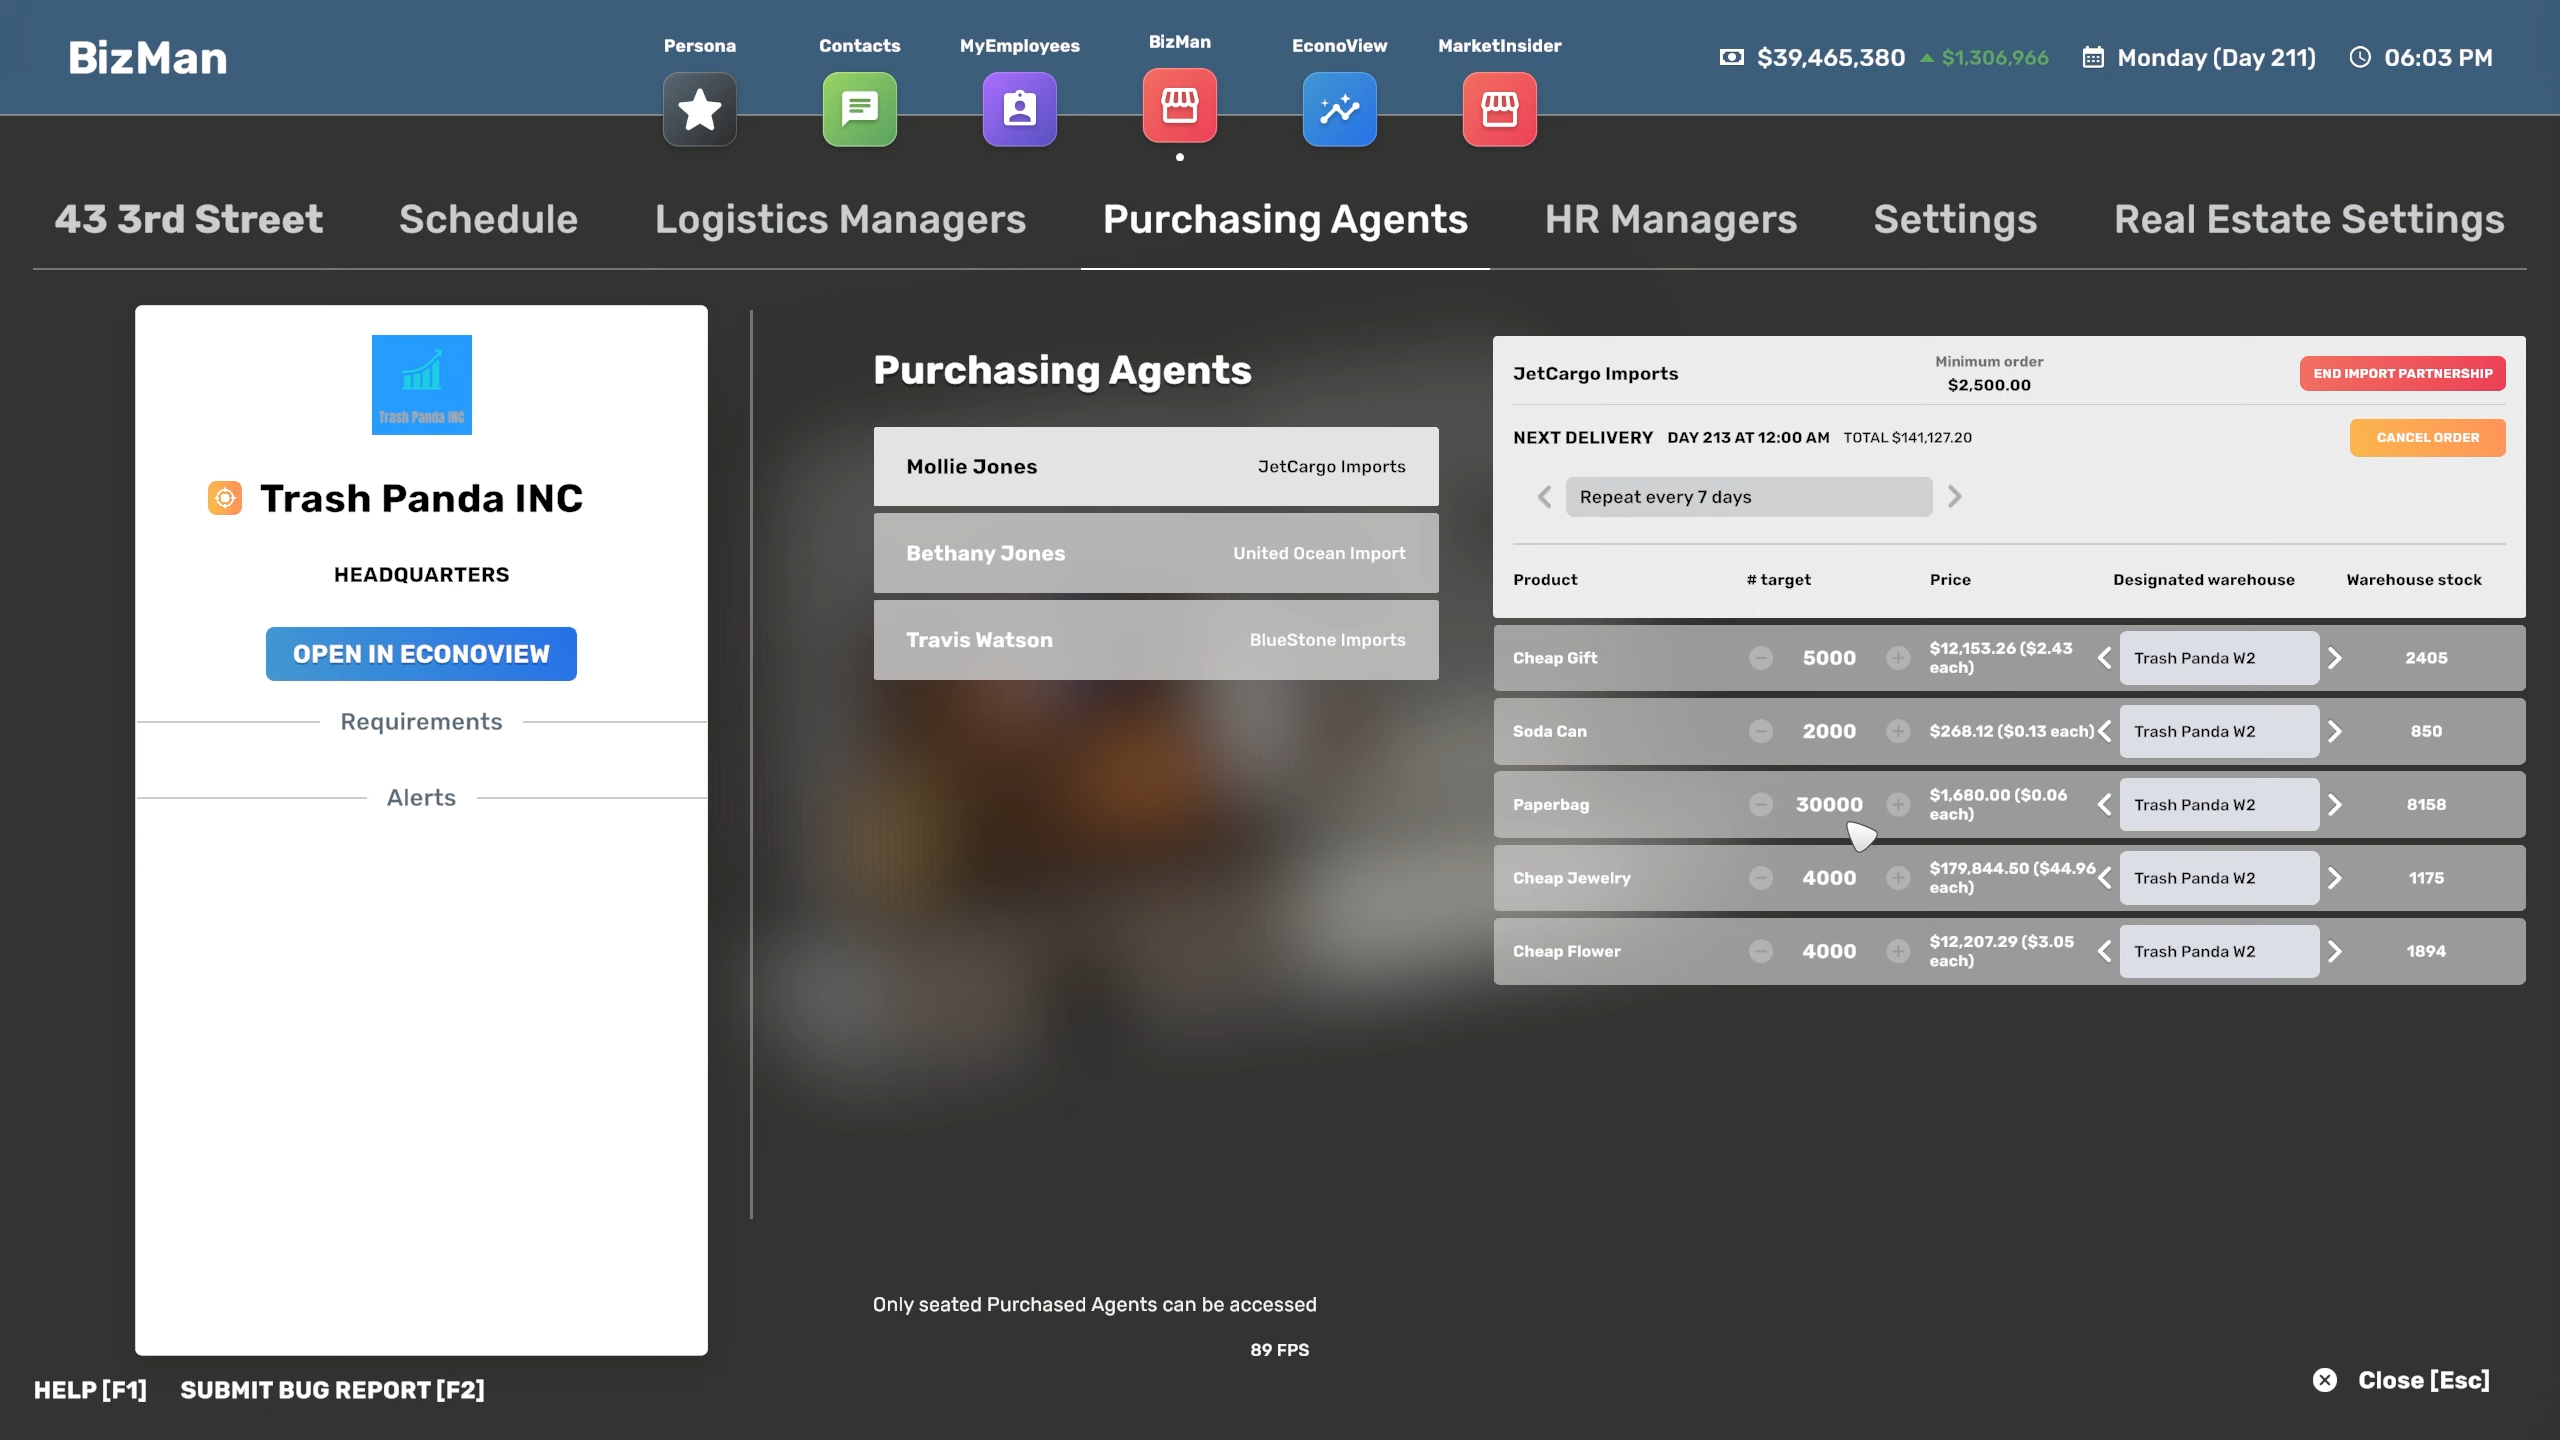 BizMan
Persona
Contacts
MyEmployees
BizMan
EconoView
MarketInsider
$39,465,380 $1,306,966 Monday (Day 211) 06:03 PM
43 3rd Street Schedule Logistics Managers Purchasing Agents HR Managers Settings Real Estate Settings
Trash Panda INC
Trash Panda INC
HEADQUARTERS
OPEN IN ECONOVIEW
Requirements
Alerts
Purchasing Agents
Mollie Jones JetCargo Imports
Bethany Jones United Ocean Import
Travis Watson BlueStone Imports
Only seated Purchased Agents can be accessed
89 FPS
JetCargo Imports
Minimum order
$2,500.00
END IMPORT PARTNERSHIP
NEXT DELIVERY DAY 213 AT 12:00 AM TOTAL $141,127.20
CANCEL ORDER
Repeat every 7 days
Product # target Price Designated warehouse Warehouse stock
Cheap Gift 5000 $12,153.26 ($2.43 each) Trash Panda W2 2405
Soda Can 2000 $268.12 ($0.13 each) Trash Panda W2 850
Paperbag 30000 $1,680.00 ($0.06 each) Trash Panda W2 8158
Cheap Jewelry 4000 $179,844.50 ($44.96 each) Trash Panda W2 1175
Cheap Flower 4000 $12,207.29 ($3.05 each) Trash Panda W2 1894
HELP [F1] SUBMIT BUG REPORT [F2]
Close [Esc]